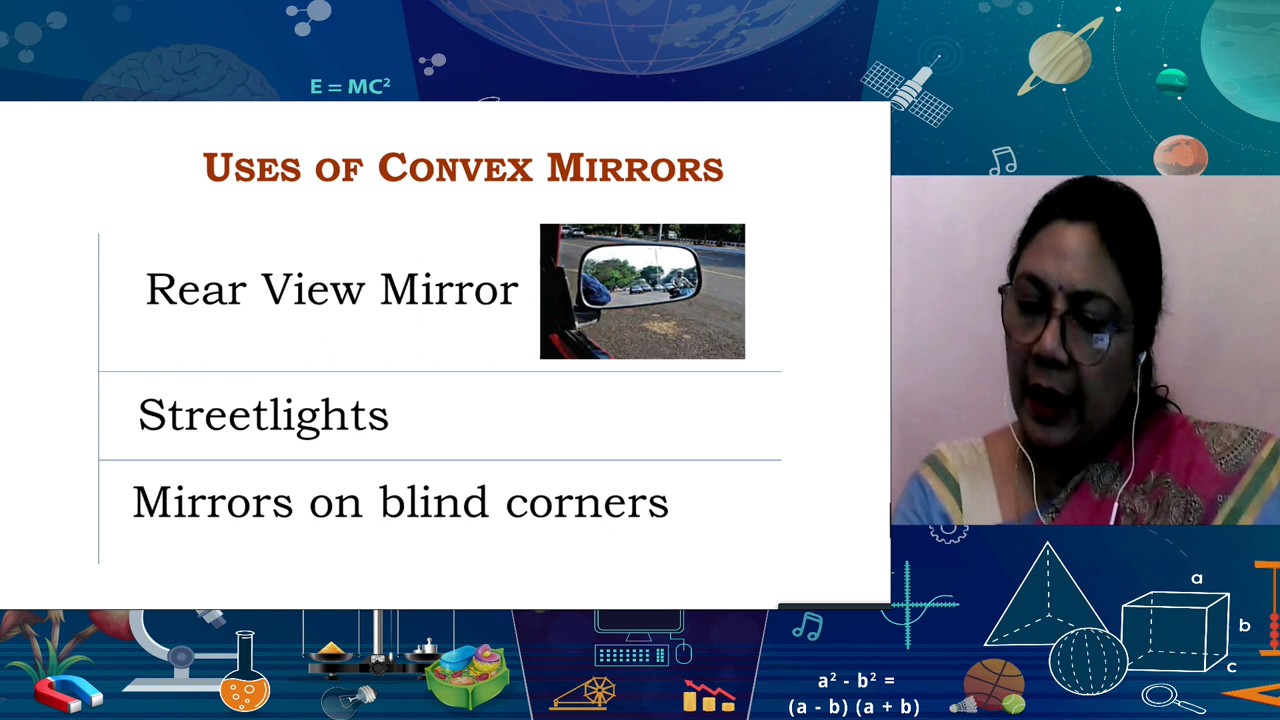 E = MC²
USES OF CONVEX MIRRORS
Rear View Mirror
Streetlights
Mirrors on blind corners
a
b
c
a² - b² =
(a - b) (a + b)